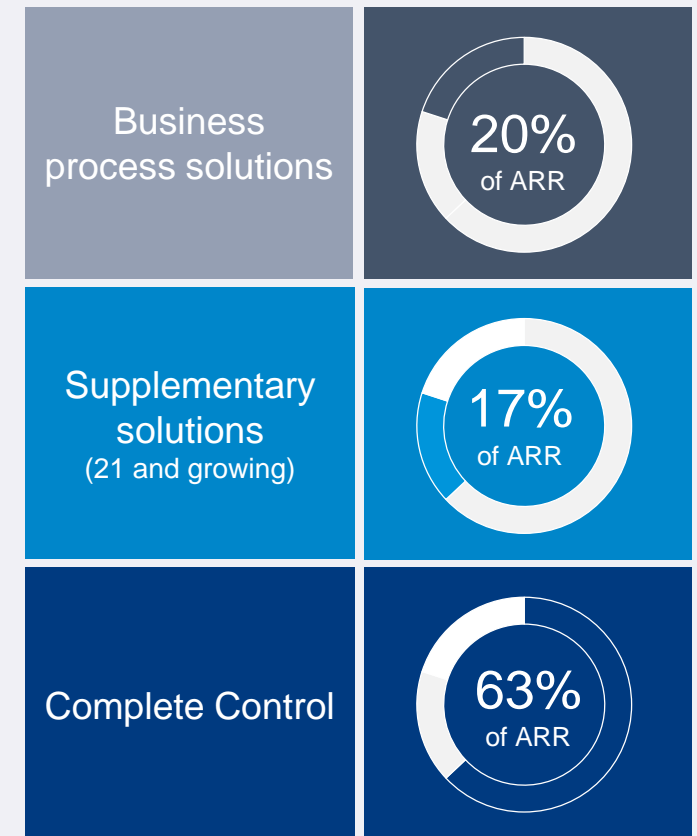 Business
process solutions
20%
of ARR
Supplementary
solutions
(21 and growing)
17%
of ARR
Complete Control
63%
of ARR